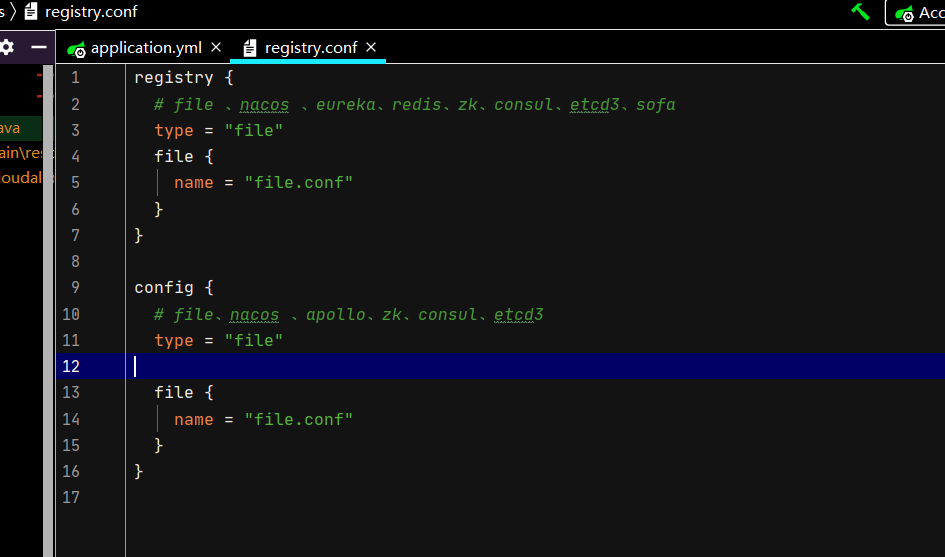 s 〉 registry.conf
Acc
application.yml ×
registry.conf ×
ava
ain\res
loudal
1 registry {
2 # file 、nacos 、eureka、redis、zk、consul、etcd3、sofa
3 type = "file"
4 file {
5 name = "file.conf"
6 }
7 }
8
9 config {
10 # file、nacos 、apollo、zk、consul、etcd3
11 type = "file"
12
13 file {
14 name = "file.conf"
15 }
16 }
17